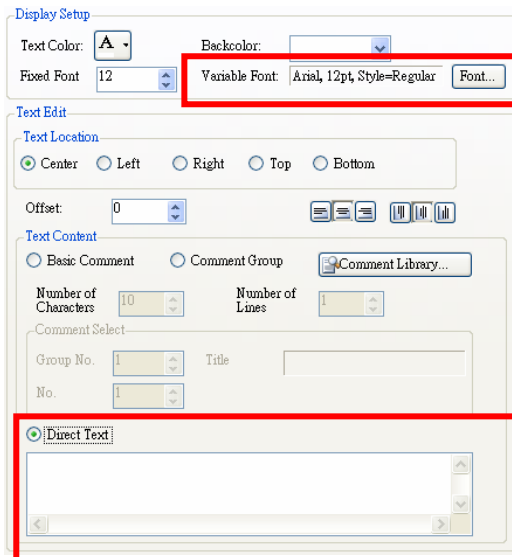 Display Setup
Text Color: A Backcolor:
Fixed Font 12 Variable Font: Arial, 12pt, Style=Regular Font...
Text Edit
Text Location
Center Left Right Top Bottom
Offset: 0
Text Content
Basic Comment Comment Group Comment Library...
Number of Characters 10 Number of Lines 1
Comment Select
Group No. 1 Title
No. 1
Direct Text